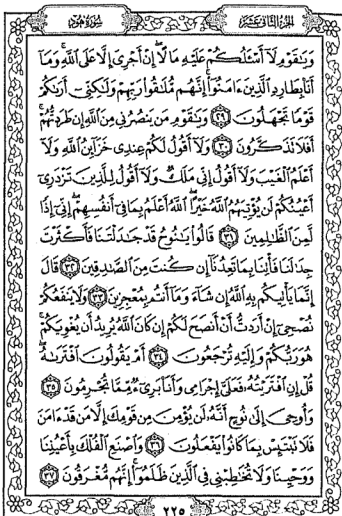 الجزء الثاني عشر
سورة هود
وَيَٰقَوْمِ لَآ أَسْـَٔلُكُمْ عَلَيْهِ مَالًا ۖ إِنْ أَجْرِىَ إِلَّا عَلَى ٱللَّهِ ۚ وَمَآ
أَنَا۠ بِطَارِدِ ٱلَّذِينَ ءَامَنُوٓا۟ ۚ إِنَّهُم مُّلَٰقُوا۟ رَبِّهِمْ وَلَٰكِنِّىٓ أَرَىٰكُمْ
قَوْمًا تَجْهَلُونَ ٢٩ وَيَٰقَوْمِ مَن يَنصُرُنِى مِنَ ٱللَّهِ إِن طَرَدتُّهُمْ ۚ
أَفَلَا تَذَكَّرُونَ ٣٠ وَلَآ أَقُولُ لَكُمْ عِندِى خَزَآئِنُ ٱللَّهِ وَلَآ
أَعْلَمُ ٱلْغَيْبَ وَلَآ أَقُولُ إِنِّى مَلَكٌ وَلَآ أَقُولُ لِلَّذِينَ تَزْدَرِىٓ
أَعْيُنُكُمْ لَن يُؤْتِيَهُمُ ٱللَّهُ خَيْرًا ۖ ٱللَّهُ أَعْلَمُ بِمَا فِىٓ أَنفُسِهِمْ ۖ إِنِّىٓ إِذًا
لَّمِنَ ٱلظَّٰلِمِينَ ٣١ قَالُوا۟ يَٰنُوحُ قَدْ جَٰدَلْتَنَا فَأَكْثَرْتَ
جِدَٰلَنَا فَأْتِنَا بِمَا تَعِدُنَآ إِن كُنتَ مِنَ ٱلصَّٰدِقِينَ ٣٢ قَالَ
إِنَّمَا يَأْتِيكُم بِهِ ٱللَّهُ إِن شَآءَ وَمَآ أَنتُم بِمُعْجِزِينَ ٣٣ وَلَا يَنفَعُكُمْ
نُصْحِىٓ إِنْ أَرَدتُّ أَنْ أَنصَحَ لَكُمْ إِن كَانَ ٱللَّهُ يُرِيدُ أَن يُغْوِيَكُمْ ۚ
هُوَ رَبُّكُمْ وَإِلَيْهِ تُرْجَعُونَ ٣٤ أَمْ يَقُولُونَ ٱفْتَرَىٰهُ ۖ
قُلْ إِنِ ٱفْتَرَيْتُهُۥ فَعَلَىَّ إِجْرَامِى وَأَنَا۠ بَرِىٓءٌ مِّمَّا تُجْرِمُونَ ٣٥
وَأُوحِىَ إِلَىٰ نُوحٍ أَنَّهُۥ لَن يُؤْمِنَ مِن قَوْمِكَ إِلَّا مَن قَدْ ءَامَنَ
فَلَا تَبْتَئِسْ بِمَا كَانُوا۟ يَفْعَلُونَ ٣٦ وَٱصْنَعِ ٱلْفُلْكَ بِأَعْيُنِنَا
وَوَحْيِنَا وَلَا تُخَٰطِبْنِى فِى ٱلَّذِينَ ظَلَمُوٓا۟ ۚ إِنَّهُم مُّغْرَقُونَ ٣٧
٢٢٥